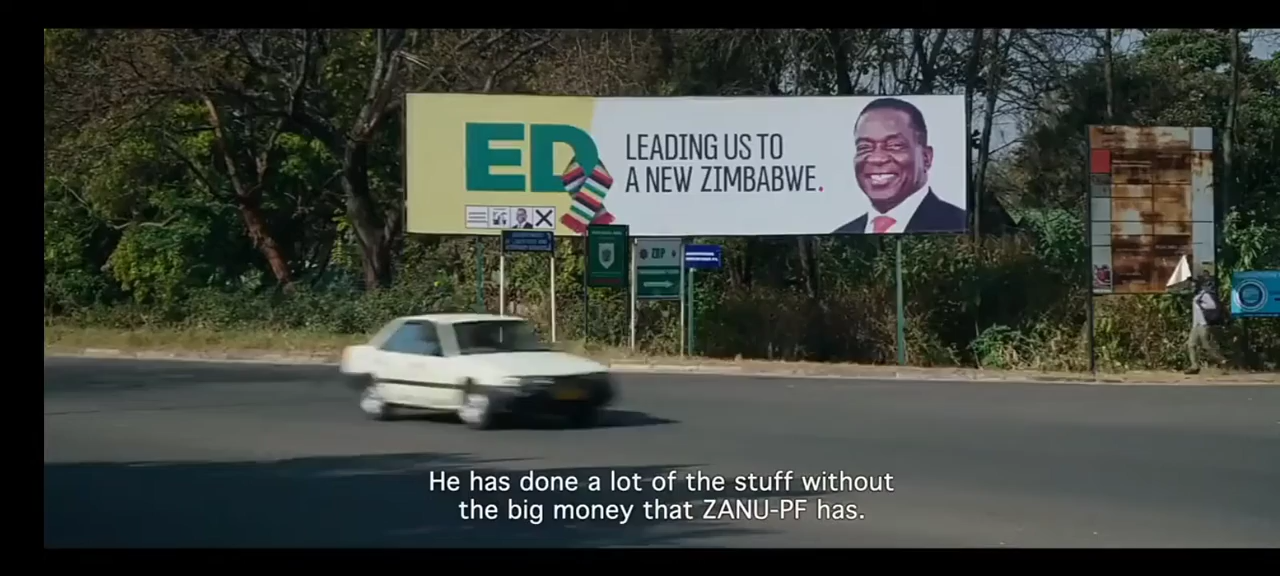 ED
LEADING US TO
A NEW ZIMBABWE.
ZBP
He has done a lot of the stuff without
the big money that ZANU-PF has.